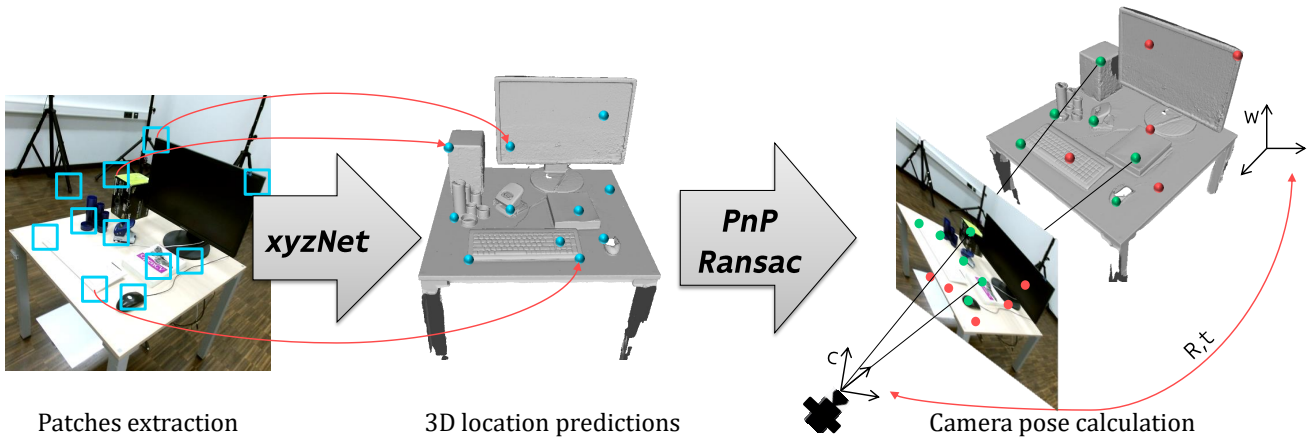 xyzNet
PnP
Ransac
W
C
R,t
Patches extraction
3D location predictions
Camera pose calculation